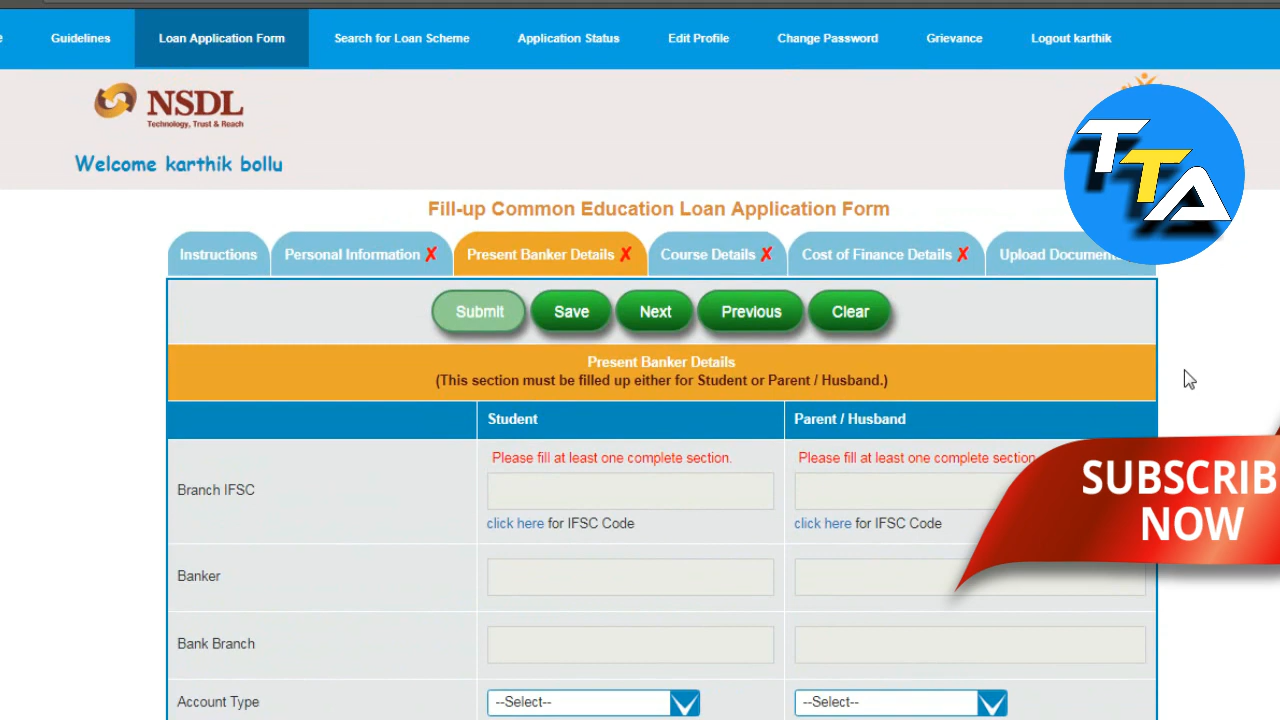 Guidelines Loan Application Form Search for Loan Scheme Application Status Edit Profile Change Password Grievance Logout karthik
NSDL
Technology, Trust & Reach
TTA
Welcome karthik bollu
Fill-up Common Education Loan Application Form
Instructions Personal Information ✗ Present Banker Details ✗ Course Details ✗ Cost of Finance Details ✗ Upload Document
Submit Save Next Previous Clear
Present Banker Details
(This section must be filled up either for Student or Parent / Husband.)
Student Parent / Husband
Please fill at least one complete section. Please fill at least one complete section
Branch IFSC
click here for IFSC Code click here for IFSC Code
SUBSCRIB
NOW
Banker
Bank Branch
Account Type --Select-- --Select--